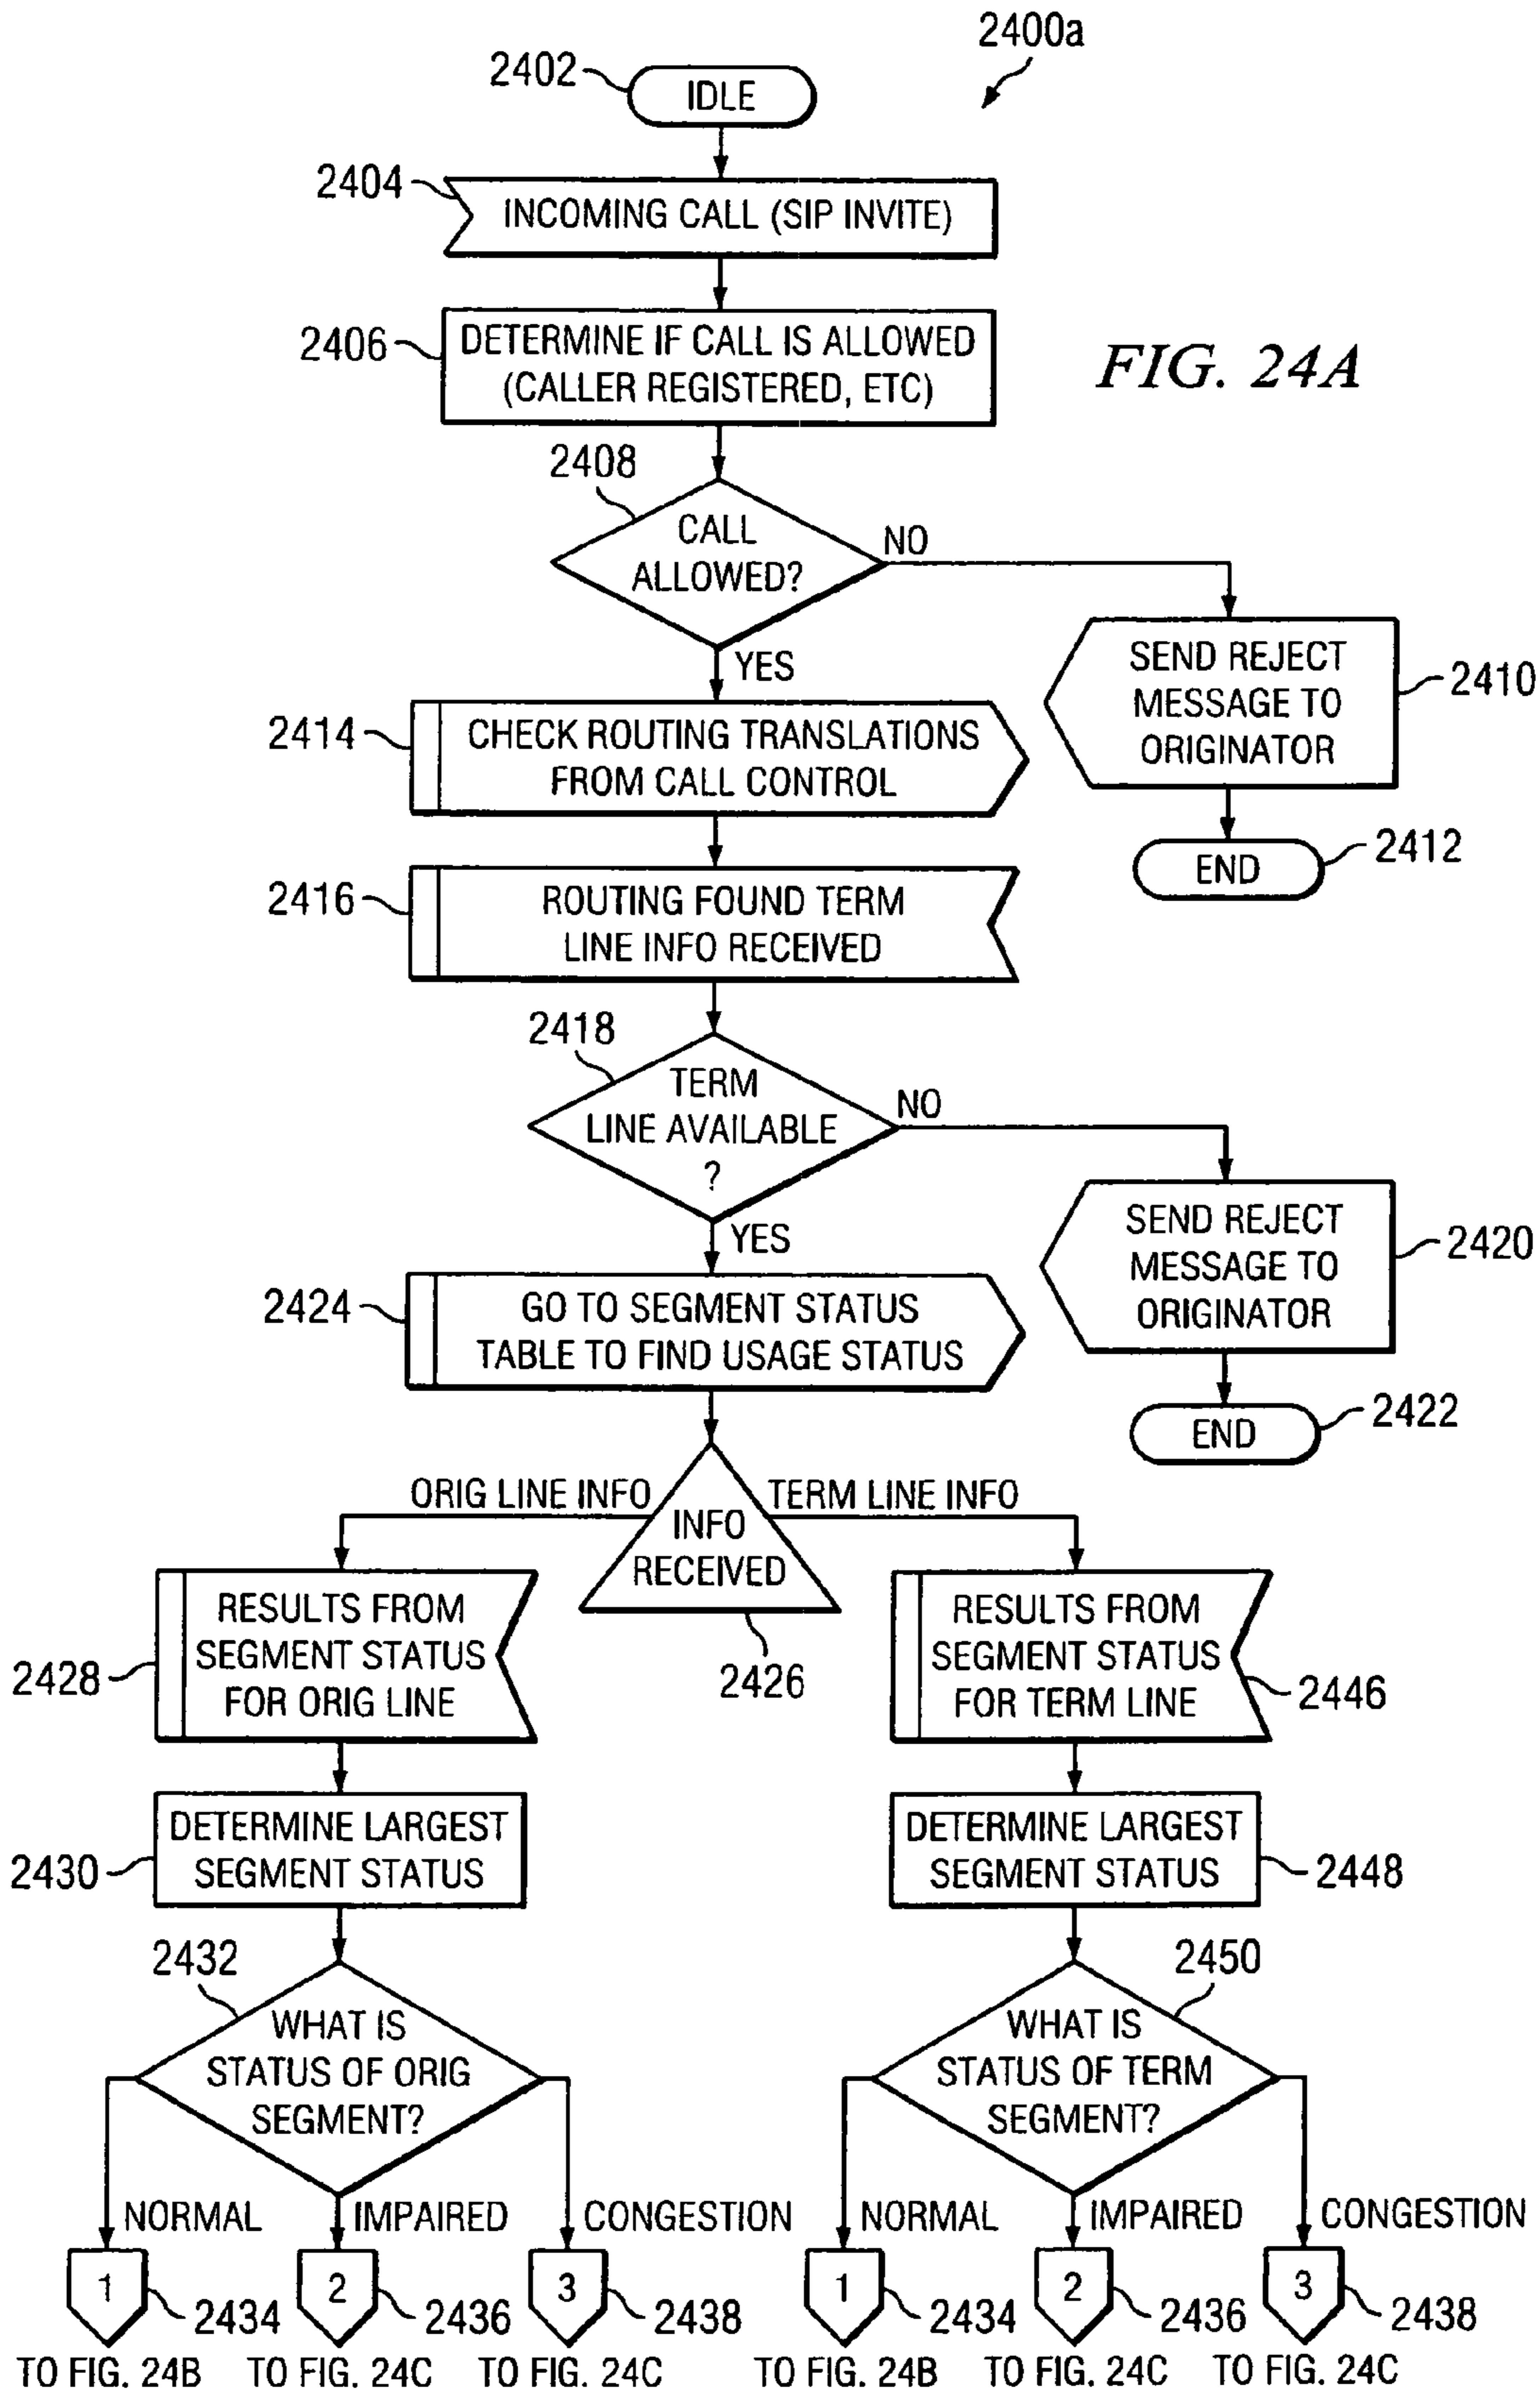 2400a
2402
IDLE
2404
INCOMING CALL (SIP INVITE)
2406
DETERMINE IF CALL IS ALLOWED
(CALLER REGISTERED, ETC)
FIG. 24A
2408
CALL
ALLOWED?
NO
YES
SEND REJECT
MESSAGE TO
ORIGINATOR
2410
2414
CHECK ROUTING TRANSLATIONS
FROM CALL CONTROL
END
2412
2416
ROUTING FOUND TERM
LINE INFO RECEIVED
2418
TERM
LINE AVAILABLE
?
NO
YES
SEND REJECT
MESSAGE TO
ORIGINATOR
2420
2424
GO TO SEGMENT STATUS
TABLE TO FIND USAGE STATUS
END
2422
ORIG LINE INFO
TERM LINE INFO
INFO
RECEIVED
2426
RESULTS FROM
SEGMENT STATUS
FOR ORIG LINE
2428
RESULTS FROM
SEGMENT STATUS
FOR TERM LINE
2446
DETERMINE LARGEST
SEGMENT STATUS
2430
DETERMINE LARGEST
SEGMENT STATUS
2448
2432
WHAT IS
STATUS OF ORIG
SEGMENT?
2450
WHAT IS
STATUS OF TERM
SEGMENT?
NORMAL
IMPAIRED
CONGESTION
NORMAL
IMPAIRED
CONGESTION
1
2434
2
2436
3
2438
1
2434
2
2436
3
2438
TO FIG. 24B
TO FIG. 24C
TO FIG. 24C
TO FIG. 24B
TO FIG. 24C
TO FIG. 24C